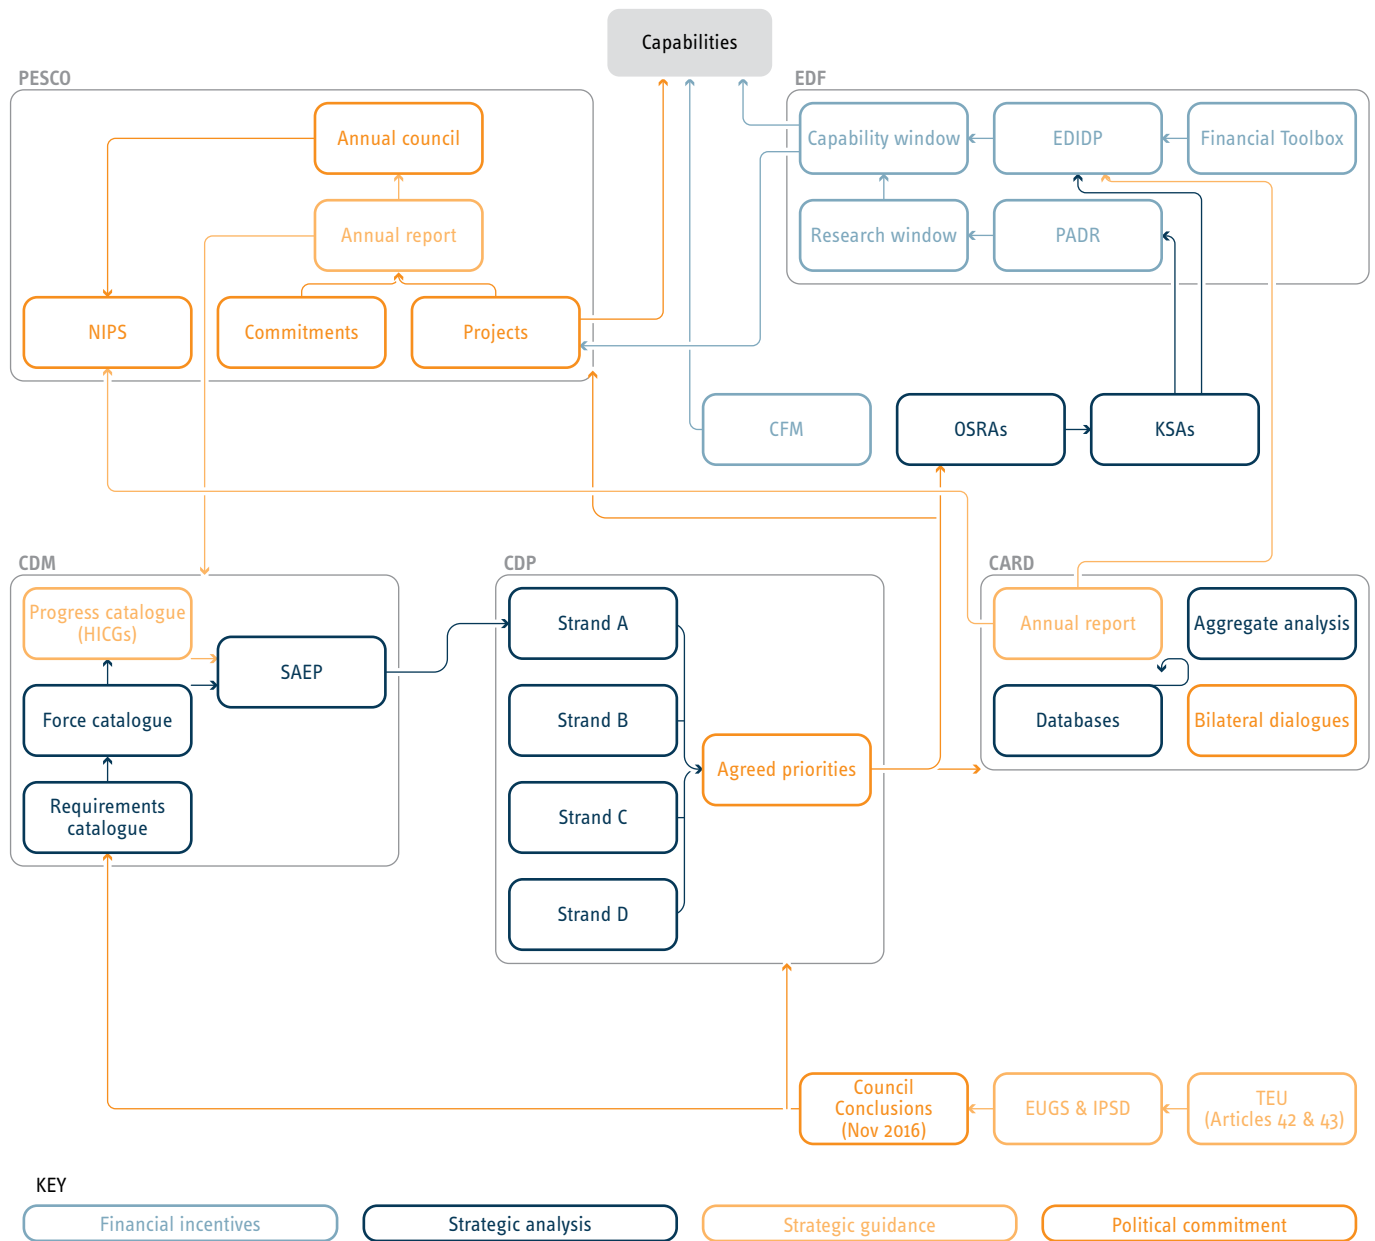 Capabilities
PESCO
EDF
Annual council
Capability window
EDIDP
Financial Toolbox
Annual report
Research window
PADR
NIPS
Commitments
Projects
CFM
OSRAs
KSAs
CDM
CDP
CARD
Progress catalogue
(HICGs)
SAEP
Strand A
Annual report
Aggregate analysis
Force catalogue
Strand B
Databases
Bilateral dialogues
Agreed priorities
Requirements
catalogue
Strand C
Strand D
Council
Conclusions
(Nov 2016)
EUGS & IPSD
TEU
(Articles 42 & 43)
KEY
Financial incentives
Strategic analysis
Strategic guidance
Political commitment